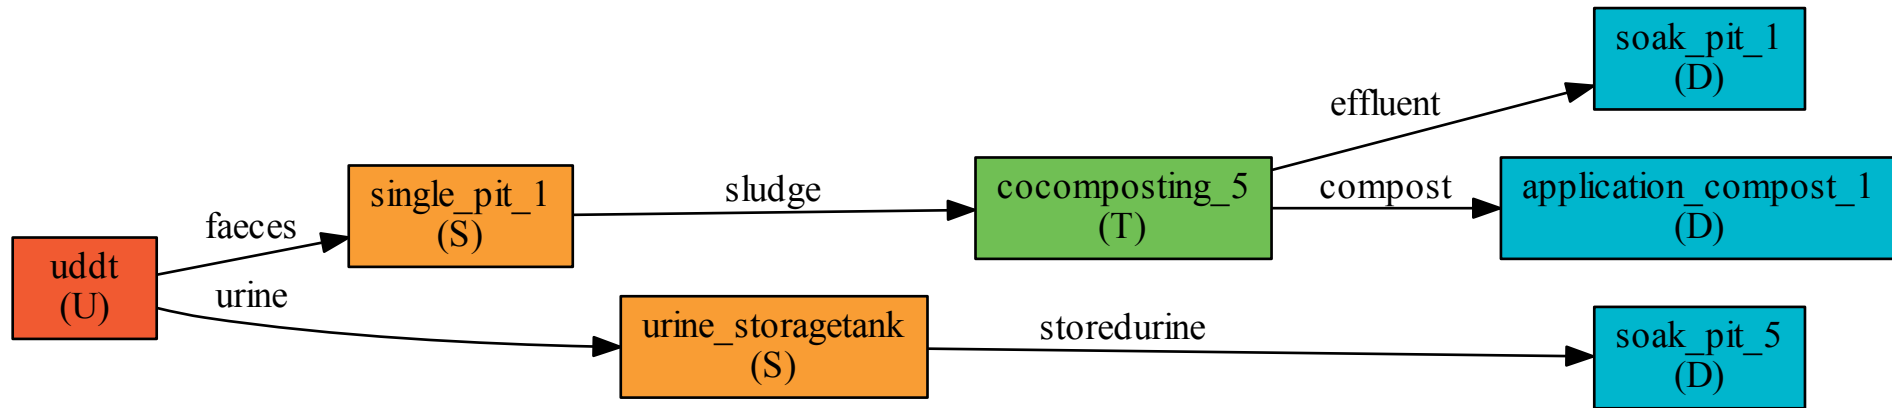 uddt
(U)
faeces
urine
single_pit_1
(S)
sludge
urine_storagetank
(S)
storedurine
cocomposting_5
(T)
effluent
compost
soak_pit_1
(D)
application_compost_1
(D)
soak_pit_5
(D)